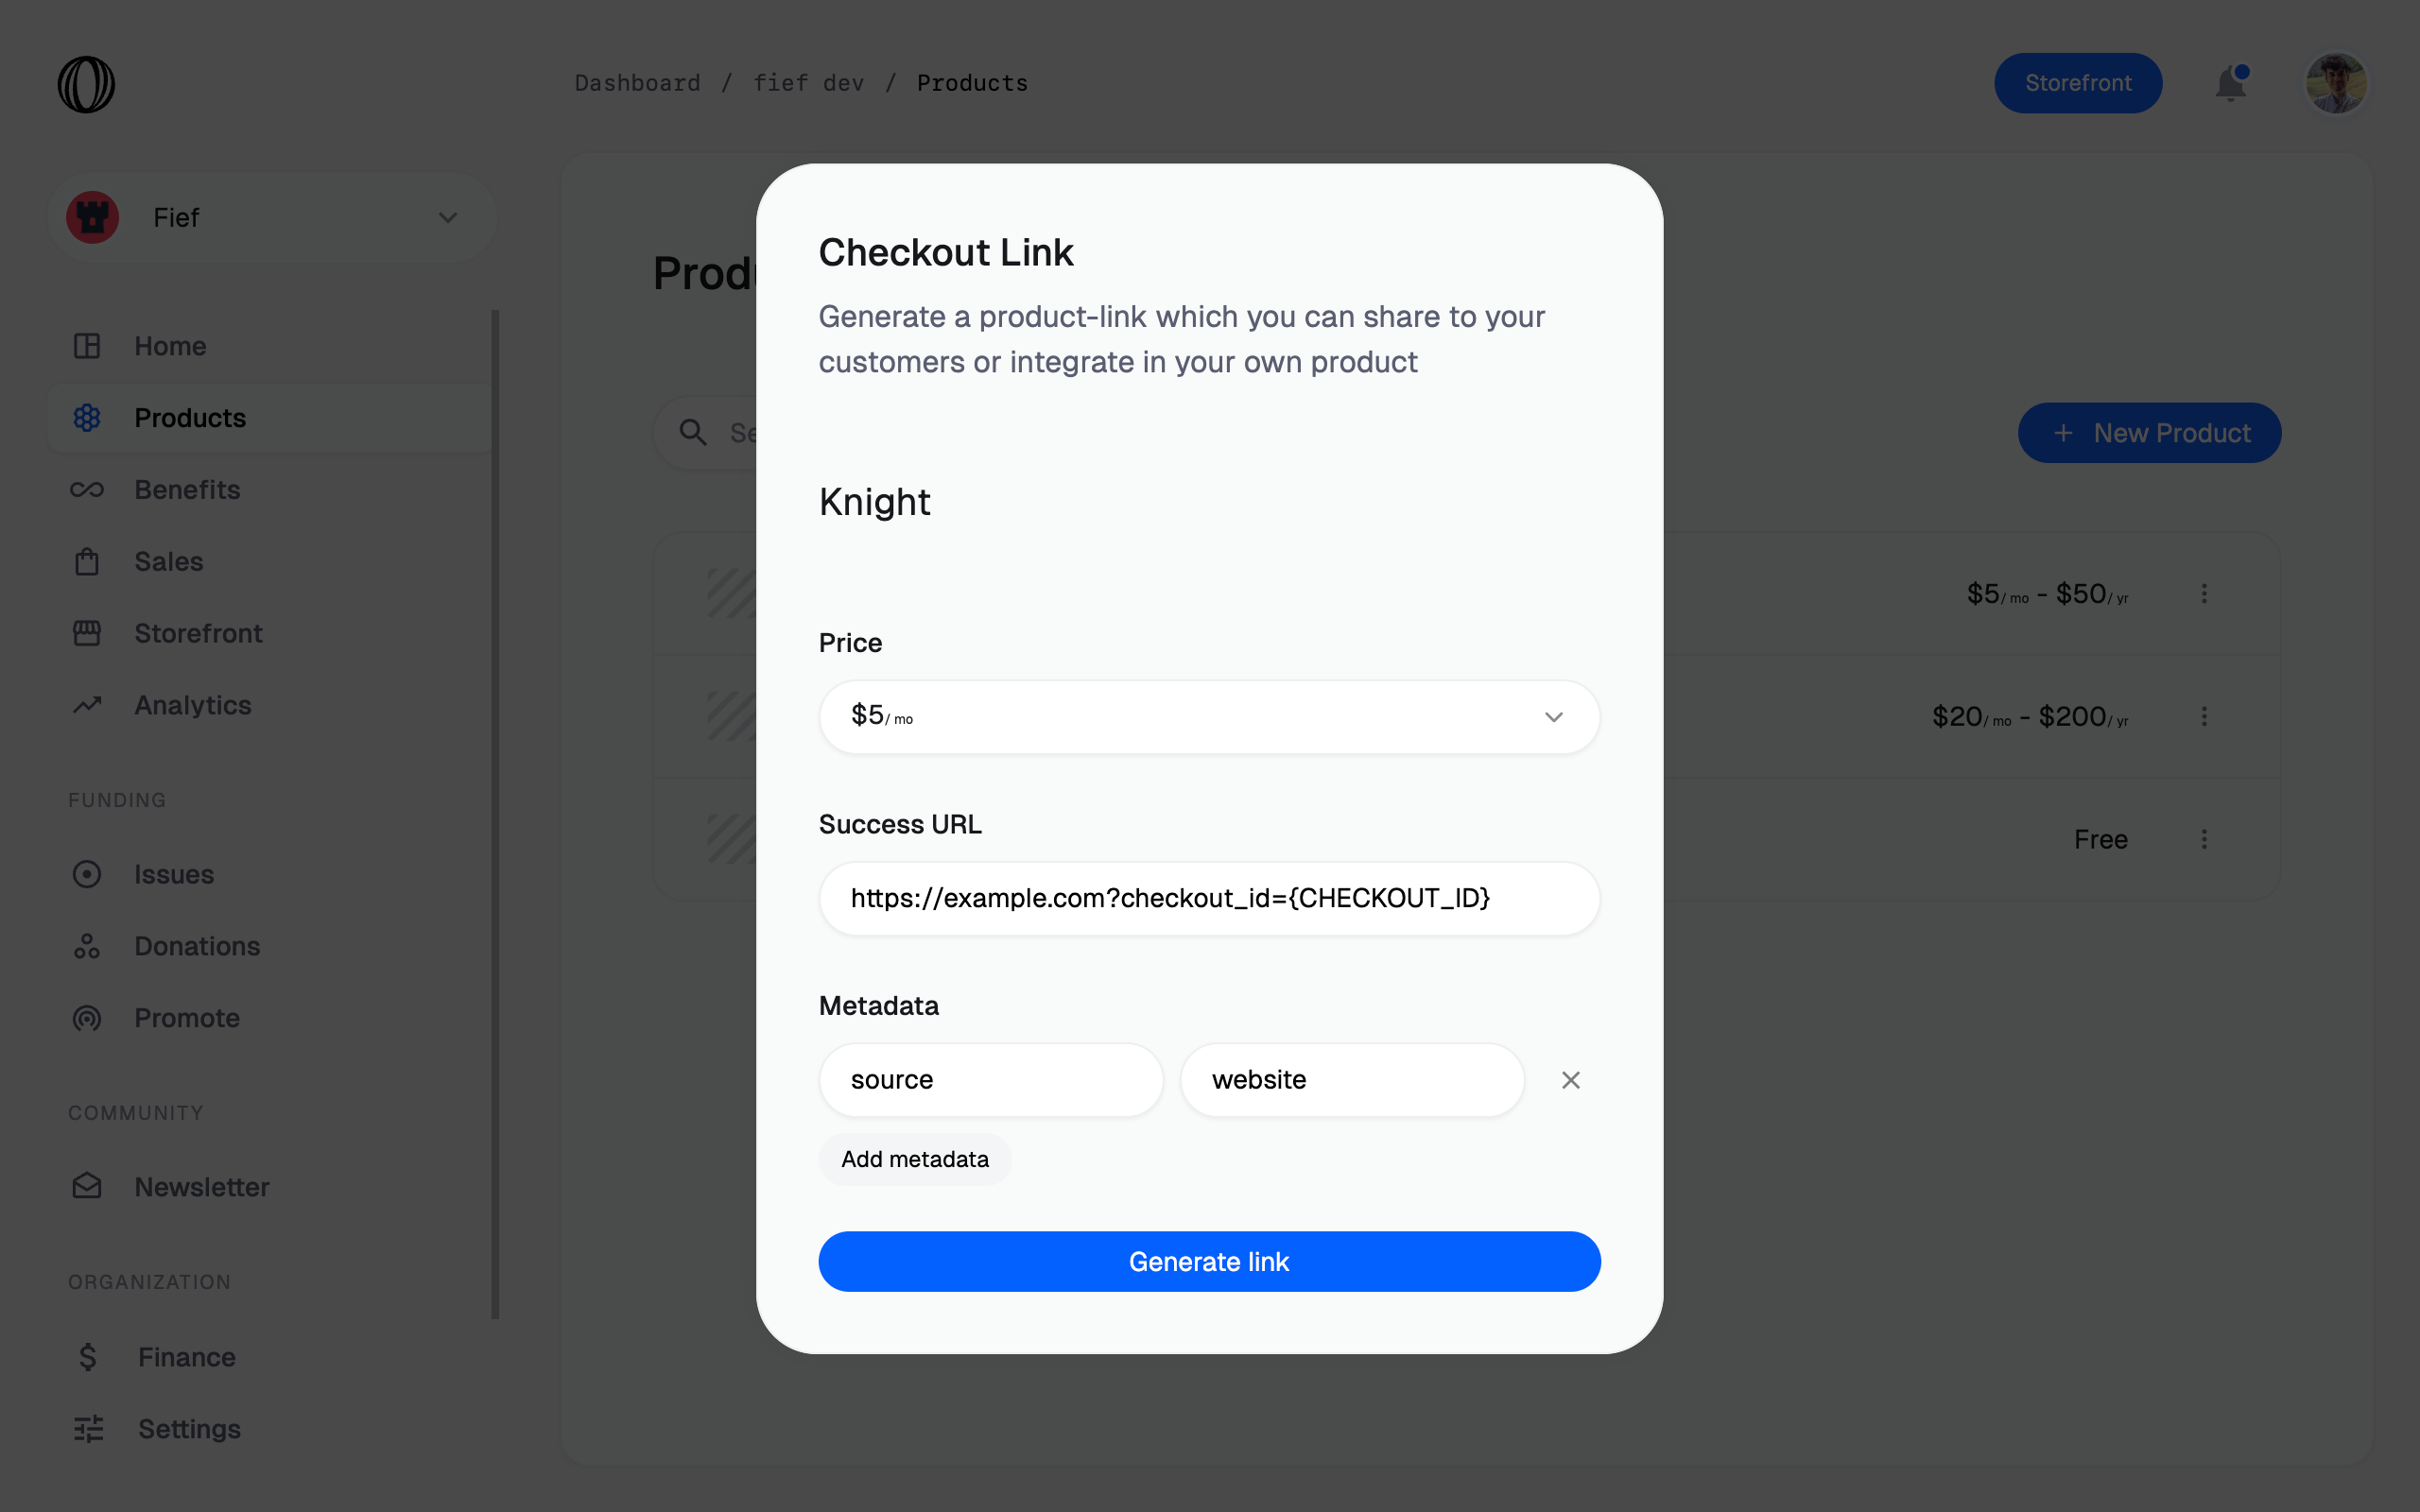 Dashboard / fief dev / Products
Storefront
Fief
Home
Products
Benefits
Sales
Storefront
Analytics
FUNDING
Issues
Donations
Promote
COMMUNITY
Newsletter
ORGANIZATION
Finance
Settings
New Product
$5/ mo - $50/ yr
$20/ mo - $200/ yr
Free
Checkout Link
Generate a product-link which you can share to your
customers or integrate in your own product
Knight
Price
$5/ mo
Success URL
https://example.com?checkout_id={CHECKOUT_ID}
Metadata
source website
Add metadata
Generate link